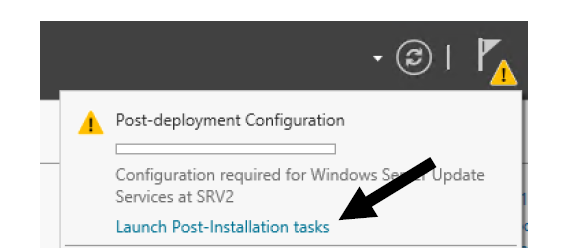 Post-deployment Configuration
Configuration required for Windows Server Update
Services at SRV2
Launch Post-Installation tasks